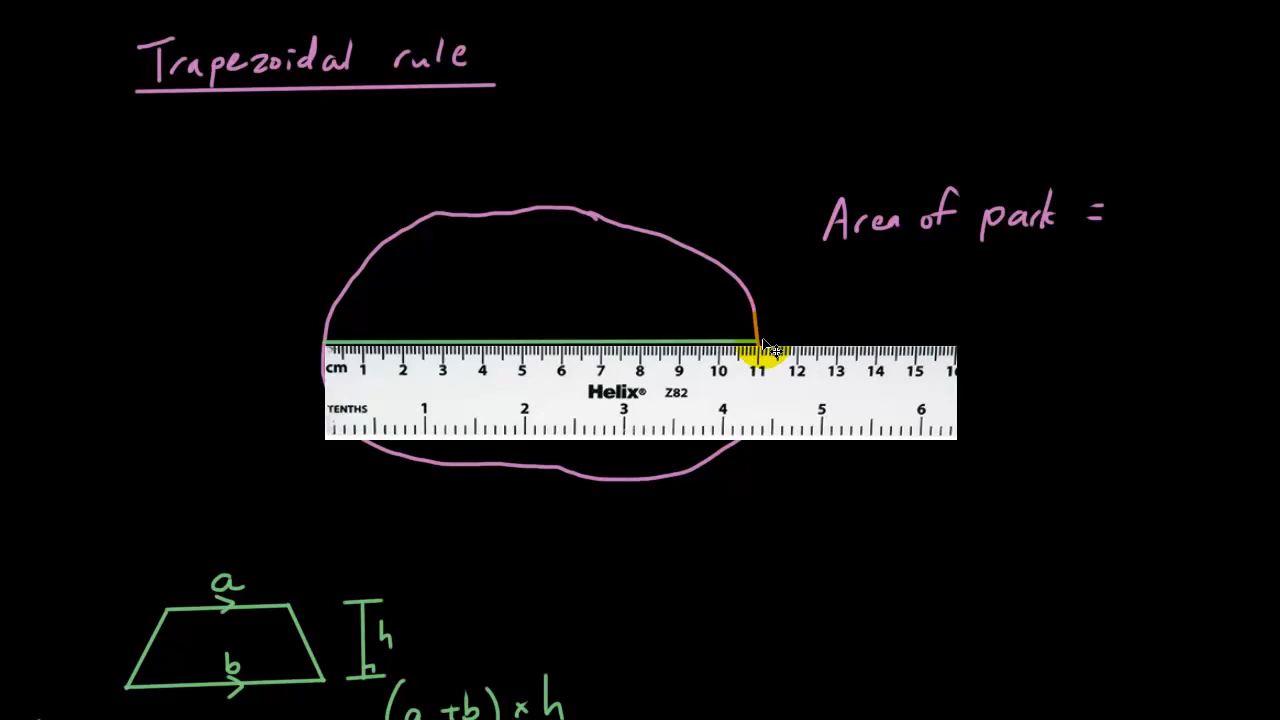 Trapezoidal rule
Area of park =
cm 1 2 3 4 5 6 7 8 9 10 11 12 13 14 15 16
Helix® Z82
TENTHS 1 2 3 4 5 6
a
h
b
(a+b) × h